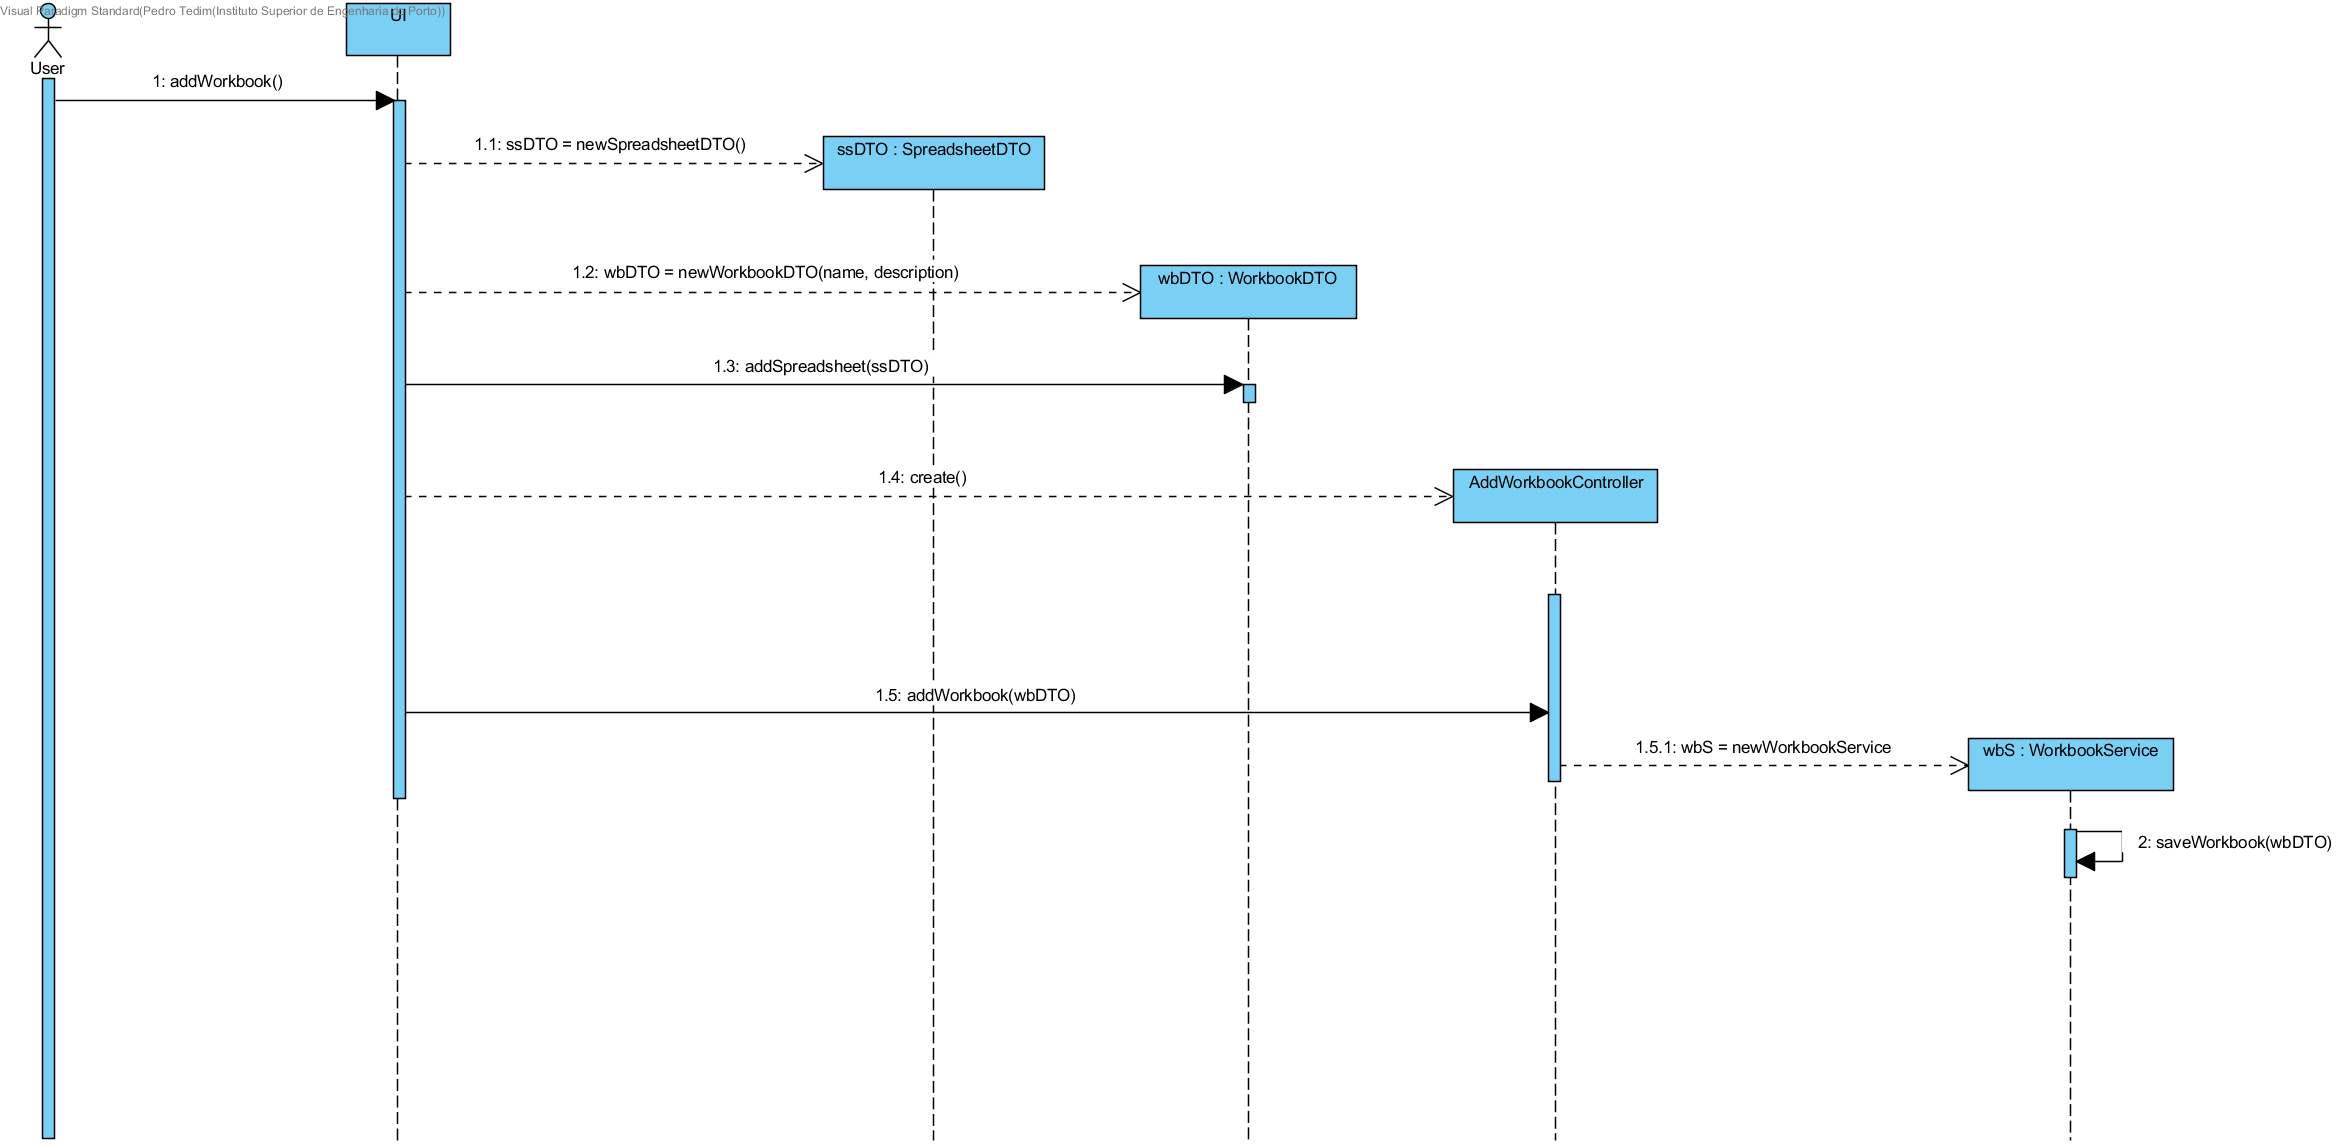 Visual Paradigm Standard(Pedro Tedim(Instituto Superior de Engenharia do Porto))
UI
User
1: addWorkbook()
1.1: ssDTO = newSpreadsheetDTO()
ssDTO : SpreadsheetDTO
1.2: wbDTO = newWorkbookDTO(name, description)
wbDTO : WorkbookDTO
1.3: addSpreadsheet(ssDTO)
1.4: create()
AddWorkbookController
1.5: addWorkbook(wbDTO)
1.5.1: wbS = newWorkbookService
wbS : WorkbookService
2: saveWorkbook(wbDTO)